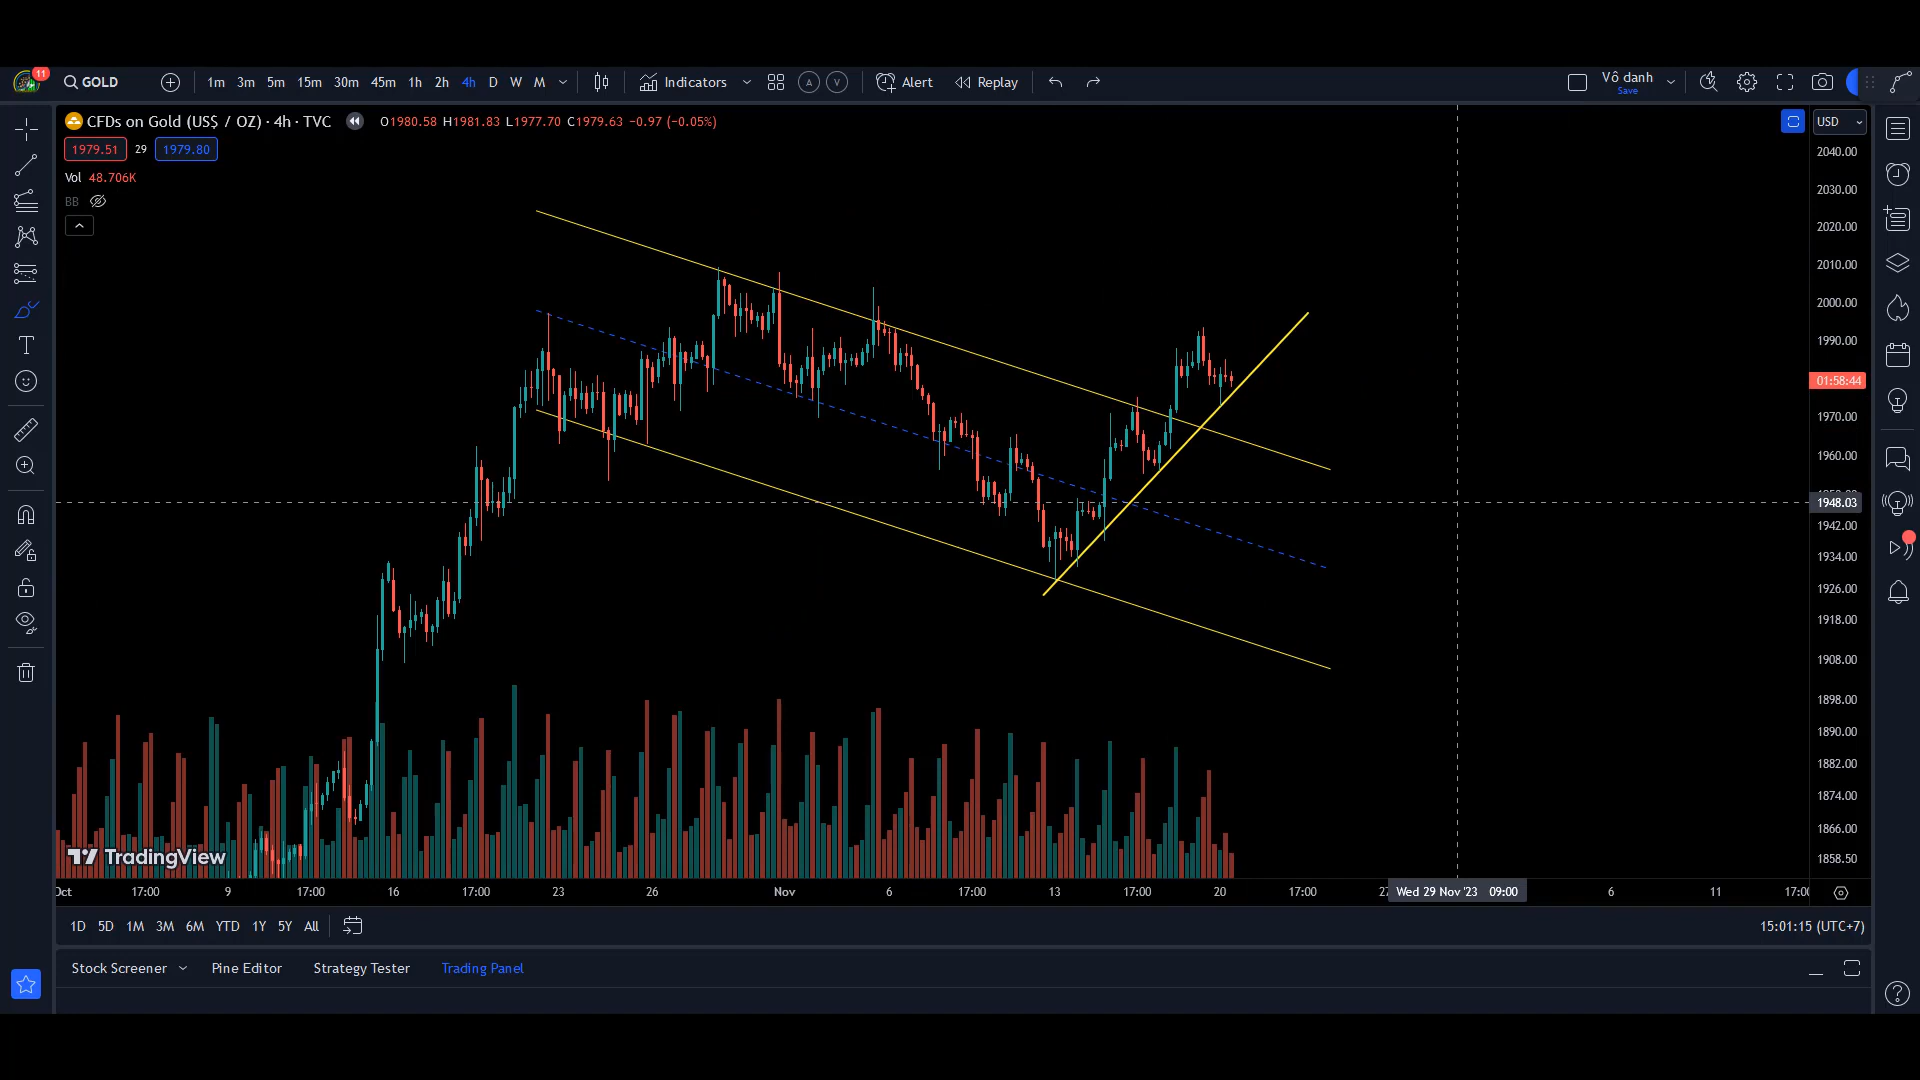 11
GOLD 1m 3m 5m 15m 30m 45m 1h 2h 4h D W M Indicators A V Alert Replay Vô danh
Save
CFDs on Gold (US$ / OZ) · 4h · TVC O1980.58 H1981.83 L1977.70 C1979.63 −0.97 (−0.05%) USD
1979.51 29 1979.80
Vol 48.706K
BB
2040.00
2030.00
2020.00
2010.00
2000.00
1990.00
01:58:44
1970.00
1960.00
1948.03
1942.00
1934.00
1926.00
1918.00
1908.00
1898.00
1890.00
1882.00
1874.00
1866.00
1858.50
TradingView
Oct 17:00 9 17:00 16 17:00 23 26 Nov 6 17:00 13 17:00 20 17:00 Wed 29 Nov '23 09:00 6 11
1D 5D 1M 3M 6M YTD 1Y 5Y All 15:01:15 (UTC+7)
Stock Screener Pine Editor Strategy Tester Trading Panel